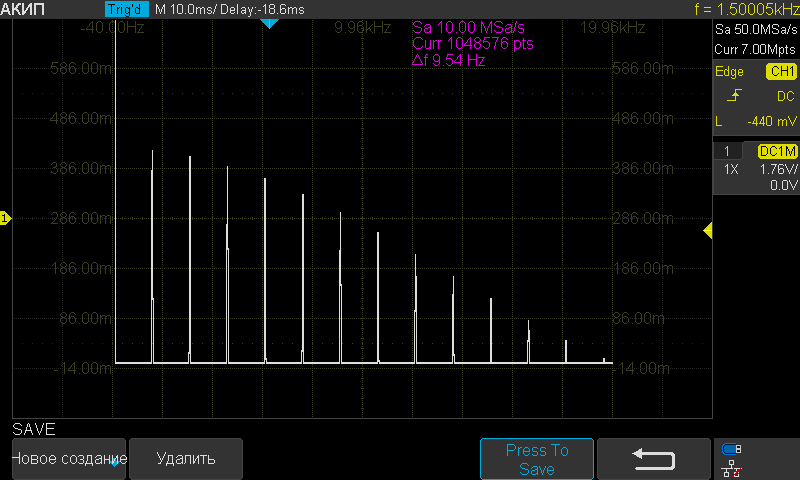 АКИП Trig'd M 10.0ms/ Delay:-18.6ms f = 1.50005kHz
-40.00Hz 9.96kHz 19.96kHz
Sa 10.00 MSa/s
Curr 1048576 pts
Δf 9.54 Hz
586.00m 586.00m
486.00m 486.00m
386.00m 386.00m
286.00m 286.00m
186.00m 186.00m
86.00m 86.00m
-14.00m -14.00m
1
Sa 50.0MSa/s
Curr 7.00Mpts
Edge CH1
DC
L -440 mV
1 DC1M
1X 1.76V/
0.0V
SAVE
Новое создание Удалить Press To Save